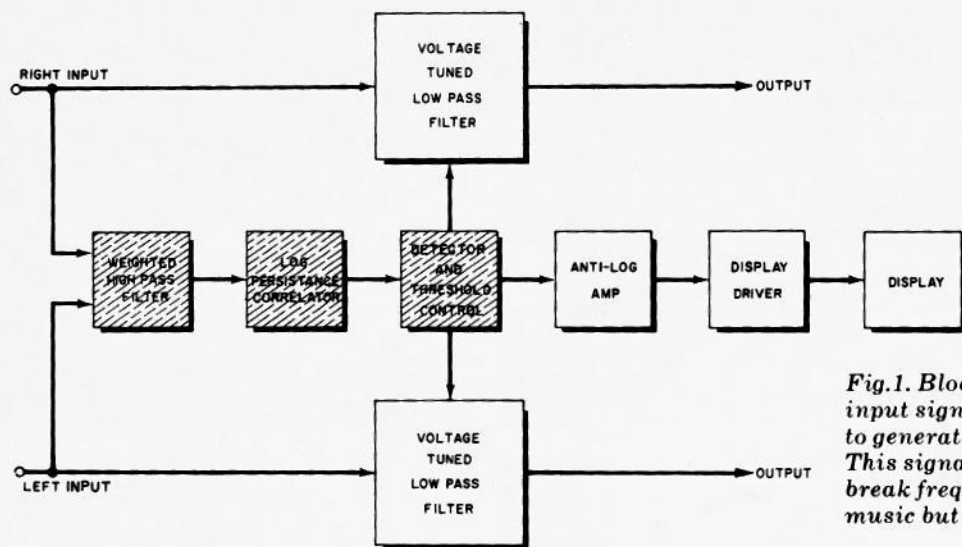 VOLTAGE
TUNED
LOW PASS
FILTER
RIGHT INPUT
OUTPUT
WEIGHTED
HIGH PASS
FILTER
LOG
PERSISTANCE
CORRELATOR
DETECTOR
AND
THRESHOLD
CONTROL
ANTI-LOG
AMP
DISPLAY
DRIVER
DISPLAY
LEFT INPUT
VOLTAGE
TUNED
LOW PASS
FILTER
OUTPUT
Fig.1. Bloc
input sign
to generat
This signa
break freq
music but